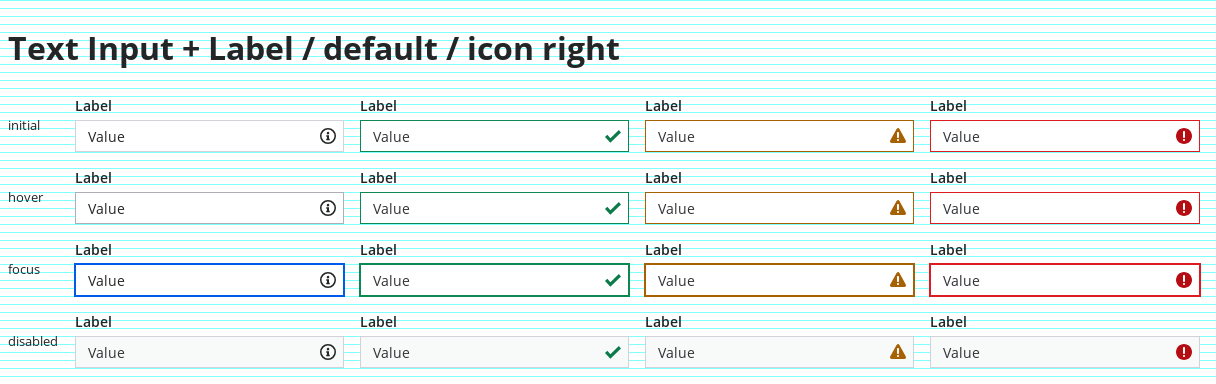 Text Input + Label / default / icon right
Label Label Label Label
initial Value Value Value Value
Label Label Label Label
hover Value Value Value Value
Label Label Label Label
focus Value Value Value Value
Label Label Label Label
disabled Value Value Value Value